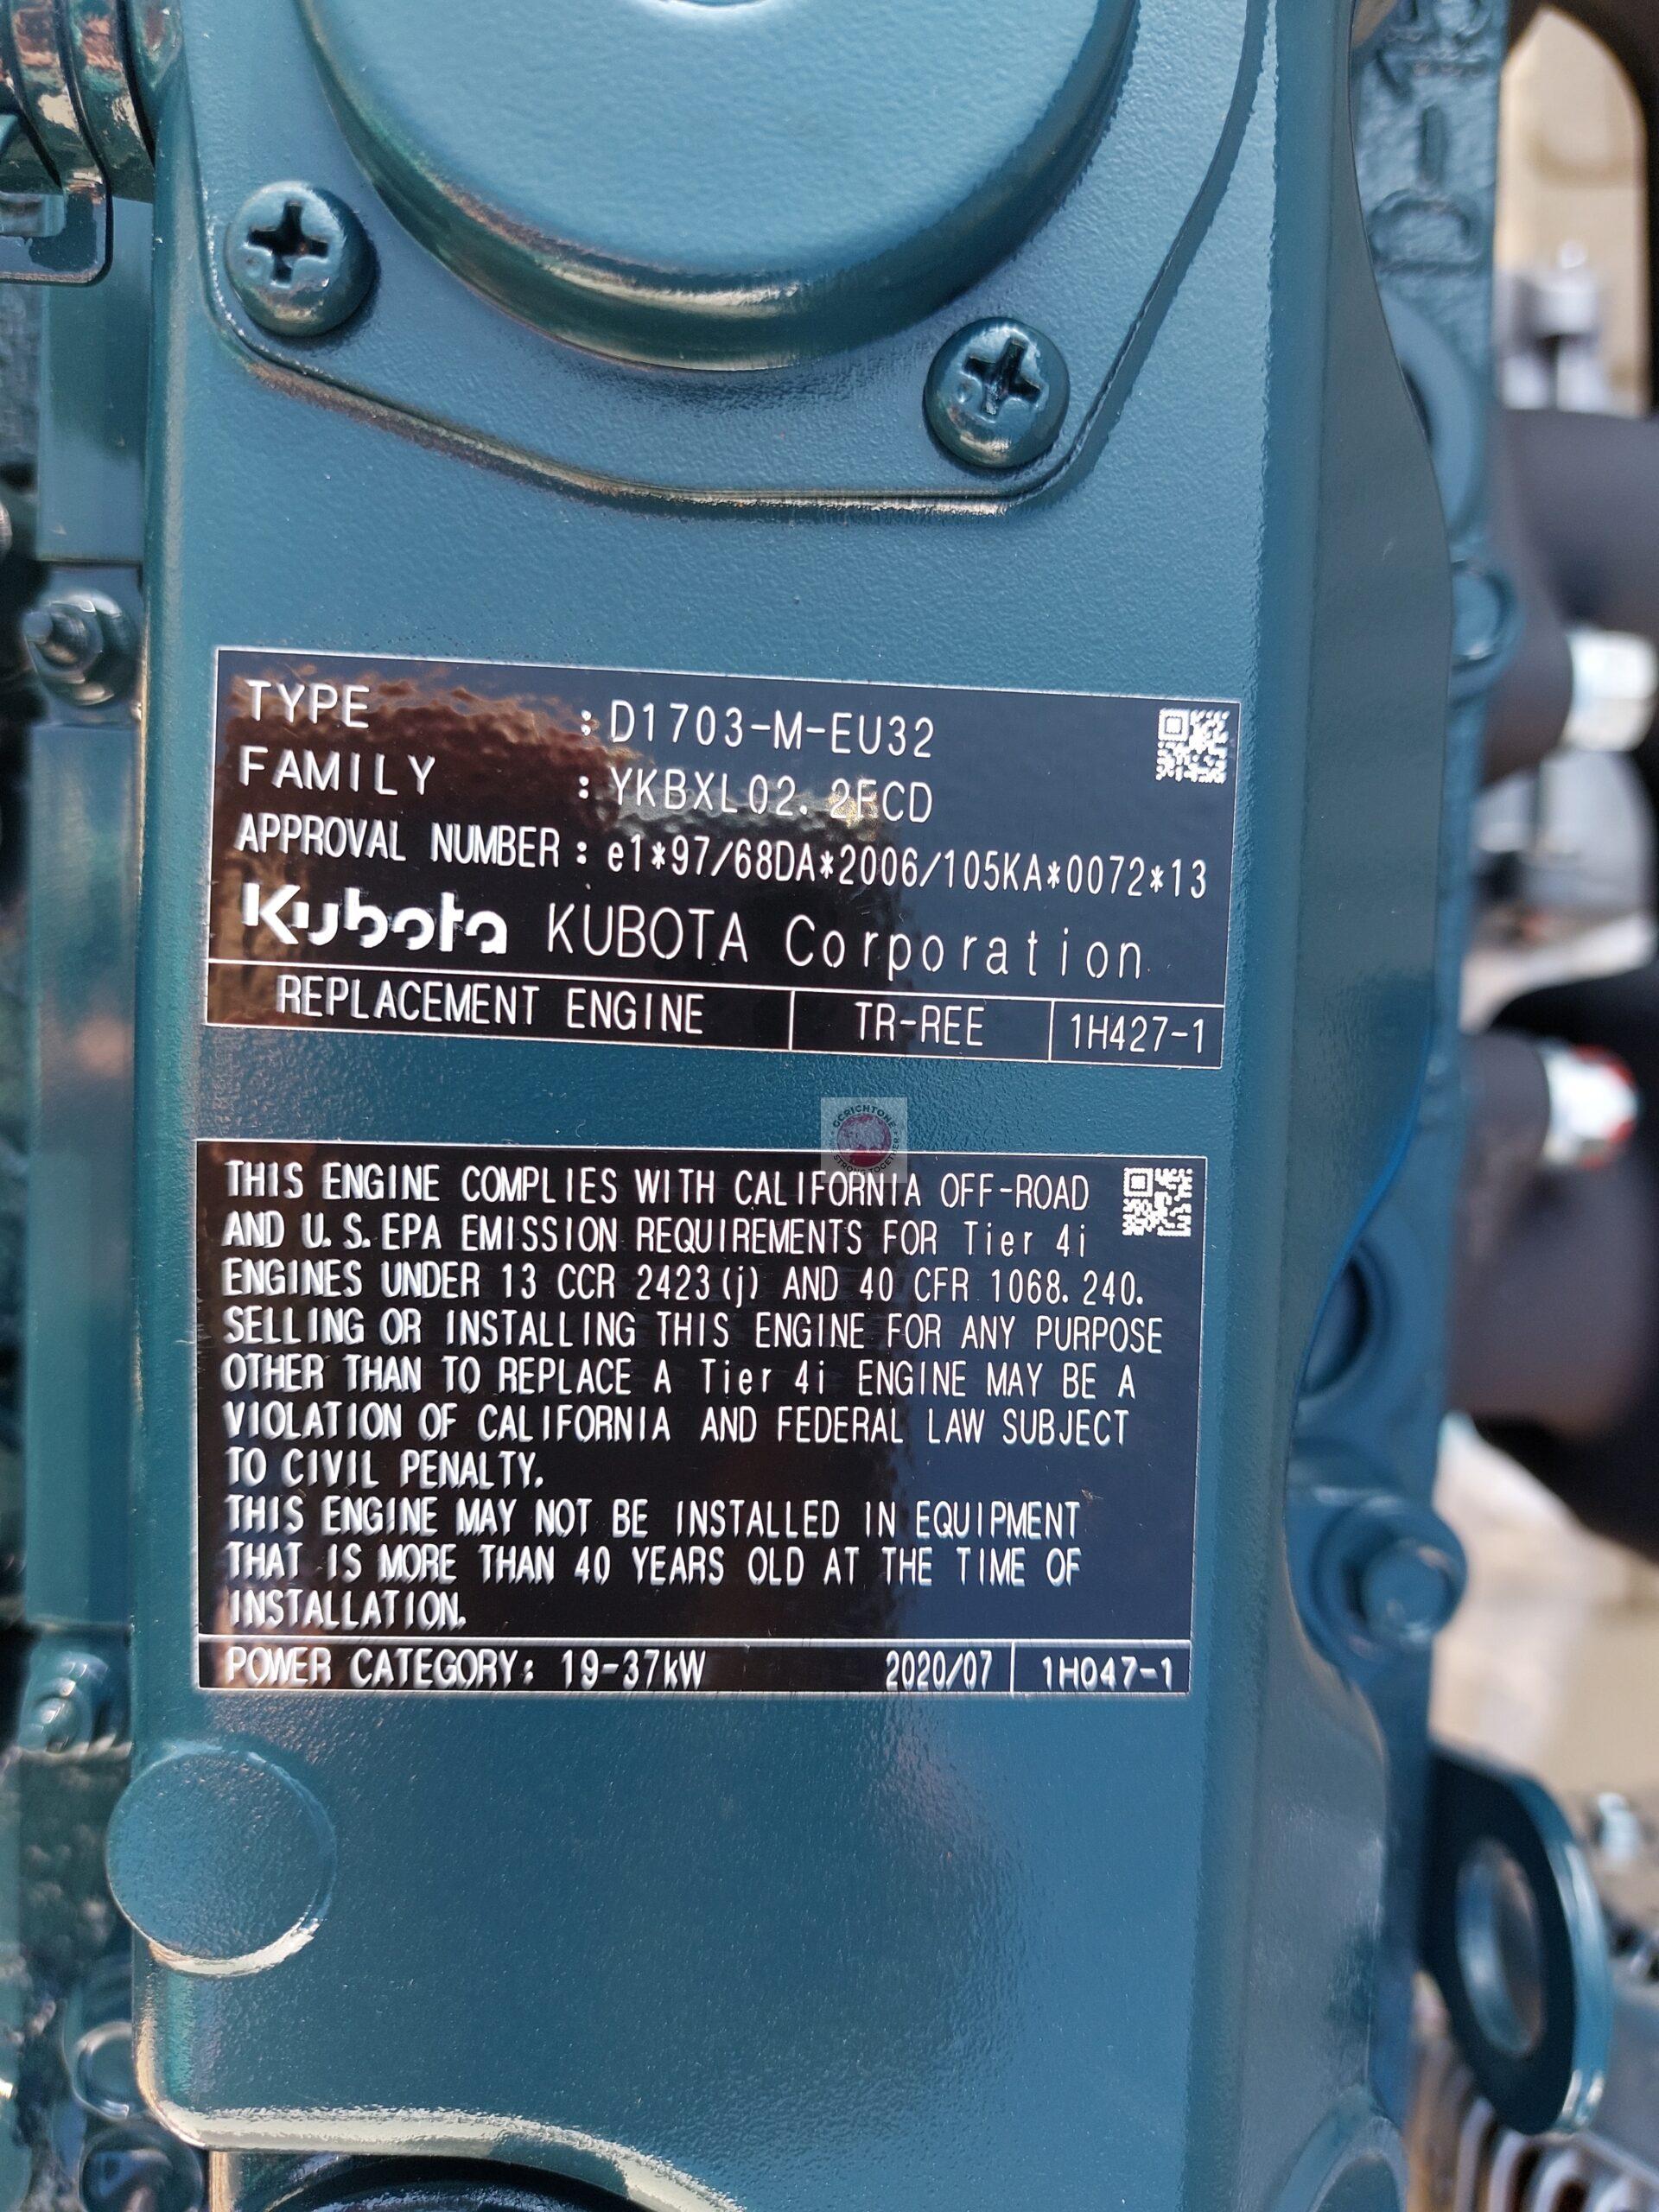 TYPE : D1703-M-EU32
FAMILY : YKBXL02.2FCD
APPROVAL NUMBER : e1*97/68DA*2006/105KA*0072*13
Kubota KUBOTA Corporation
REPLACEMENT ENGINE TR-REE 1H427-1
GCRICHTONE
STRONG TOGETHER
THIS ENGINE COMPLIES WITH CALIFORNIA OFF-ROAD
AND U.S.EPA EMISSION REQUIREMENTS FOR Tier 4i
ENGINES UNDER 13 CCR 2423(j) AND 40 CFR 1068.240.
SELLING OR INSTALLING THIS ENGINE FOR ANY PURPOSE
OTHER THAN TO REPLACE A Tier 4i ENGINE MAY BE A
VIOLATION OF CALIFORNIA AND FEDERAL LAW SUBJECT
TO CIVIL PENALTY.
THIS ENGINE MAY NOT BE INSTALLED IN EQUIPMENT
THAT IS MORE THAN 40 YEARS OLD AT THE TIME OF
INSTALLATION.
POWER CATEGORY: 19-37kW 2020/07 1H047-1